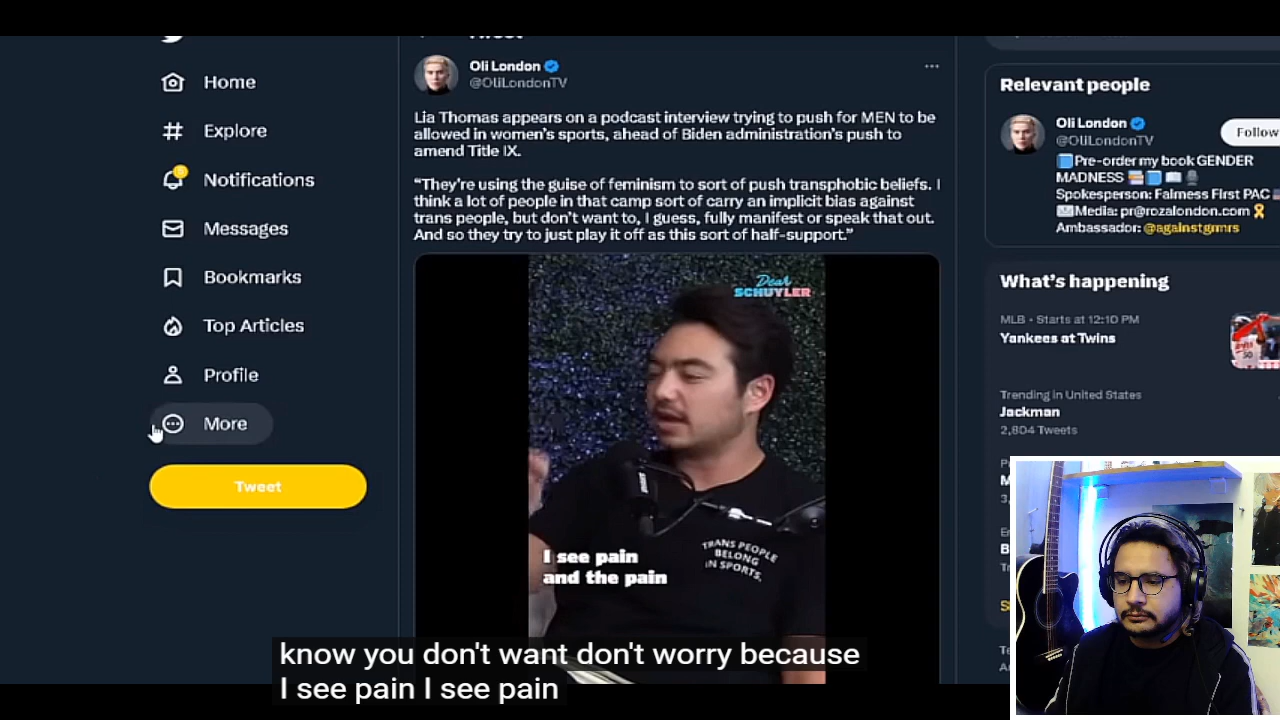 Home
Explore
Notifications
Messages
Bookmarks
Top Articles
Profile
More
Tweet
Tweet
Oli London
@OliLondonTV
Lia Thomas appears on a podcast interview trying to push for MEN to be
allowed in women's sports, ahead of Biden administration's push to
amend Title IX.
“They're using the guise of feminism to sort of push transphobic beliefs. I
think a lot of people in that camp sort of carry an implicit bias against
trans people, but don't want to, I guess, fully manifest or speak that out.
And so they try to just play it off as this sort of half-support.”
Dear
SCHUYLER
TRANS PEOPLE
BELONG
IN SPORTS.
I see pain
and the pain
know you don't want don't worry because
I see pain I see pain
Relevant people
Oli London
@OliLondonTV
Follow
Pre-order my book GENDER
MADNESS
Spokesperson: Fairness First PAC
Media: pr@rozalondon.com
Ambassador: @againstgrmrs
What's happening
MLB • Starts at 12:10 PM
Yankees at Twins
Trending in United States
Jackman
2,804 Tweets